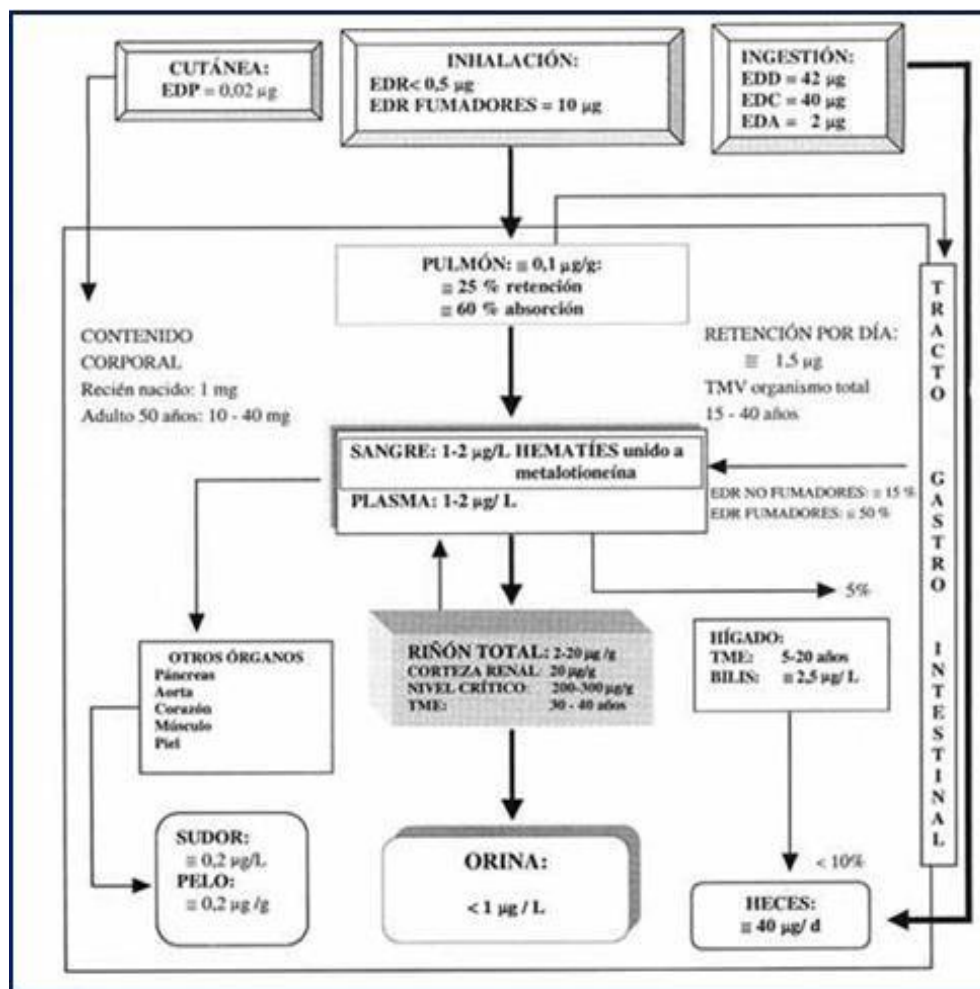 CUTÁNEA:
EDP = 0,02 µg
INHALACIÓN:
EDR< 0,5 µg
EDR FUMADORES = 10 µg
INGESTIÓN:
EDD = 42 µg
EDC = 40 µg
EDA = 2 µg
PULMÓN: ≅ 0,1 µg/g:
≅ 25 % retención
≅ 60 % absorción
CONTENIDO
CORPORAL
Recién nacido: 1 mg
Adulto 50 años: 10 - 40 mg
RETENCIÓN POR DÍA:
≅ 1,5 µg
TMV organismo total
15 - 40 años
TRACTO GASTRO INTESTINAL
SANGRE: 1-2 µg/L HEMATÍES unido a
metalotioneína
PLASMA: 1-2 µg/ L
EDR NO FUMADORES: ≅ 15 %
EDR FUMADORES: ≅ 50 %
5%
OTROS ÓRGANOS
Páncreas
Aorta
Corazón
Músculo
Piel
RIÑÓN TOTAL: 2-20 µg /g
CORTEZA RENAL: 20 µg/g
NIVEL CRÍTICO: 200-300 µg/g
TME: 30 - 40 años
HÍGADO:
TME: 5-20 años
BILIS: ≅ 2,5 µg/ L
SUDOR:
≅ 0,2 µg/L
PELO:
≅ 0,2 µg /g
ORINA:
< 1 µg / L
< 10%
HECES:
≅ 40 µg/ d